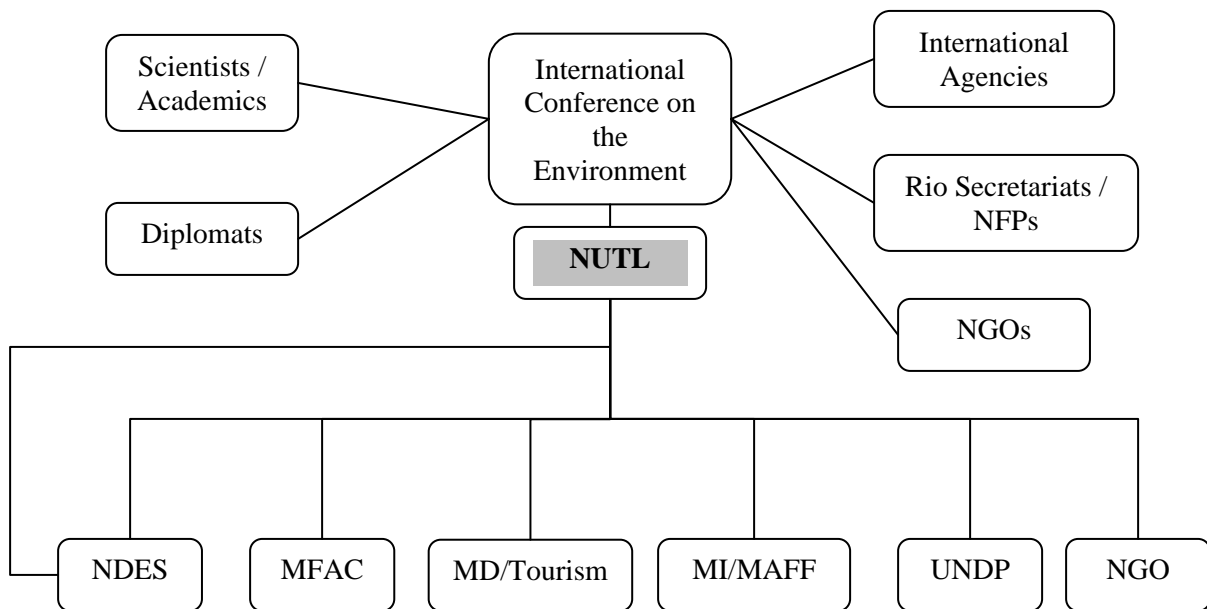 Scientists /
Academics
International
Conference on
the
Environment
International
Agencies
Rio Secretariats /
NFPs
Diplomats
NUTL
NGOs
NDES
MFAC
MD/Tourism
MI/MAFF
UNDP
NGO